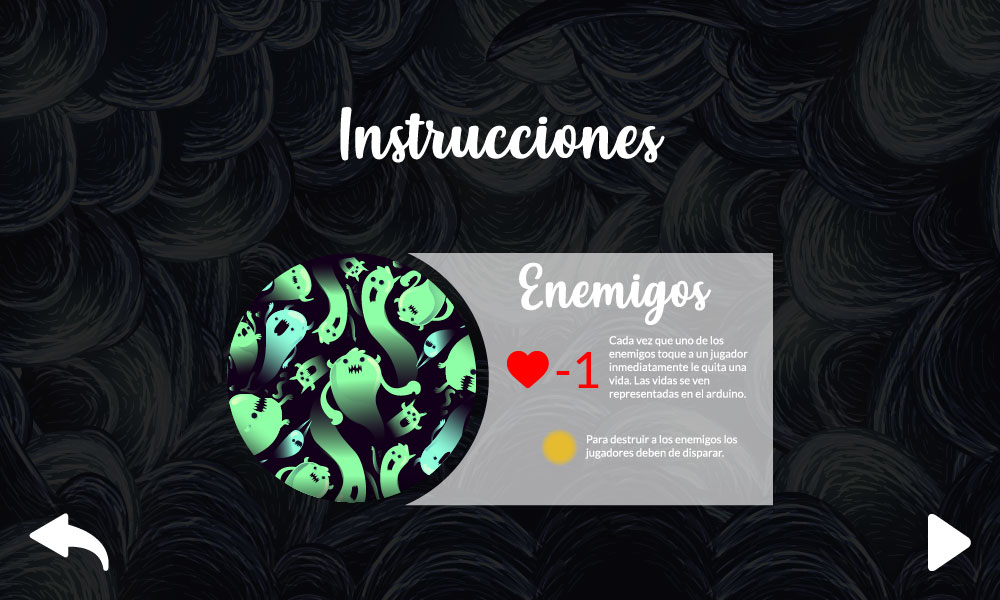 Instrucciones
Enemigos
-1
Cada vez que uno de los
enemigos toque a un jugador
inmediatamente le quita una
vida. Las vidas se ven
representadas en el arduino.
Para destruir a los enemigos los
jugadores deben de disparar.